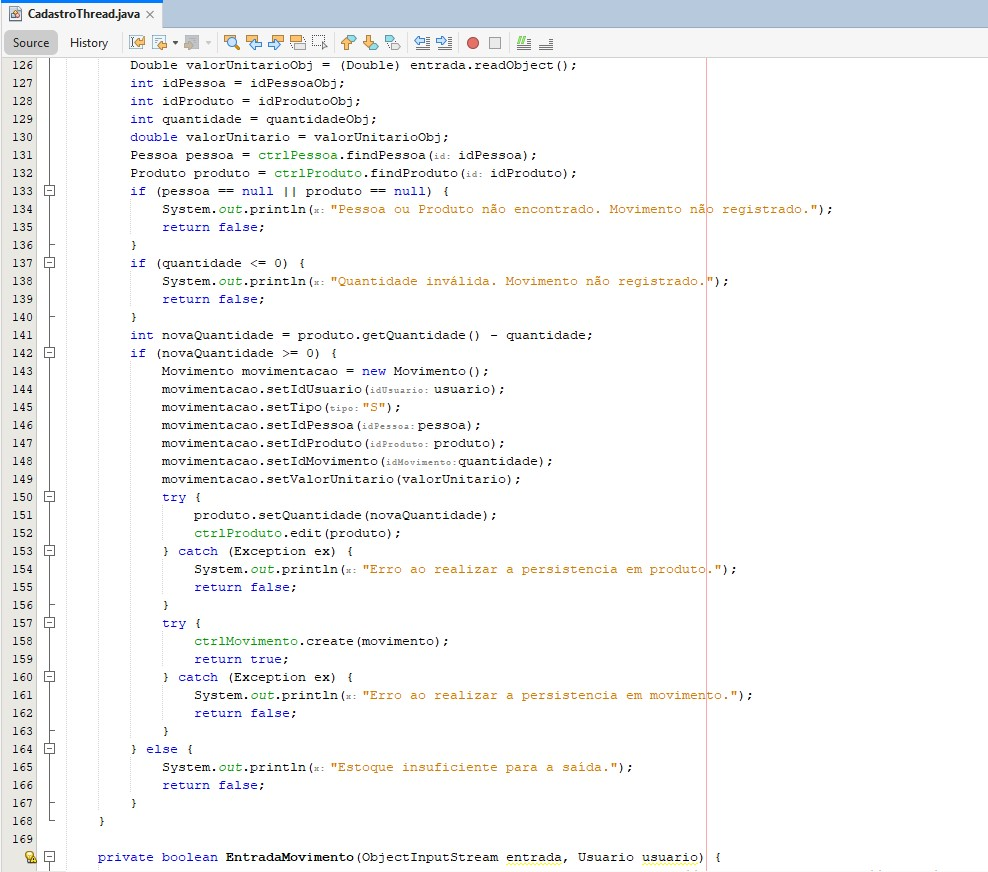 CadastroThread.java
Source History
126 Double valorUnitarioObj = (Double) entrada.readObject();
127 int idPessoa = idPessoaObj;
128 int idProduto = idProdutoObj;
129 int quantidade = quantidadeObj;
130 double valorUnitario = valorUnitarioObj;
131 Pessoa pessoa = ctrlPessoa.findPessoa(id: idPessoa);
132 Produto produto = ctrlProduto.findProduto(id: idProduto);
133 if (pessoa == null || produto == null) {
134 System.out.println(x: "Pessoa ou Produto não encontrado. Movimento não registrado.");
135 return false;
136 }
137 if (quantidade <= 0) {
138 System.out.println(x: "Quantidade inválida. Movimento não registrado.");
139 return false;
140 }
141 int novaQuantidade = produto.getQuantidade() - quantidade;
142 if (novaQuantidade >= 0) {
143 Movimento movimentacao = new Movimento();
144 movimentacao.setIdUsuario(idUsuario: usuario);
145 movimentacao.setTipo(tipo: "S");
146 movimentacao.setIdPessoa(idPessoa: pessoa);
147 movimentacao.setIdProduto(idProduto: produto);
148 movimentacao.setIdMovimento(idMovimento: quantidade);
149 movimentacao.setValorUnitario(valorUnitario);
150 try {
151 produto.setQuantidade(novaQuantidade);
152 ctrlProduto.edit(produto);
153 } catch (Exception ex) {
154 System.out.println(x: "Erro ao realizar a persistencia em produto.");
155 return false;
156 }
157 try {
158 ctrlMovimento.create(movimento);
159 return true;
160 } catch (Exception ex) {
161 System.out.println(x: "Erro ao realizar a persistencia em movimento.");
162 return false;
163 }
164 } else {
165 System.out.println(x: "Estoque insuficiente para a saída.");
166 return false;
167 }
168 }
169
private boolean EntradaMovimento(ObjectInputStream entrada, Usuario usuario) {